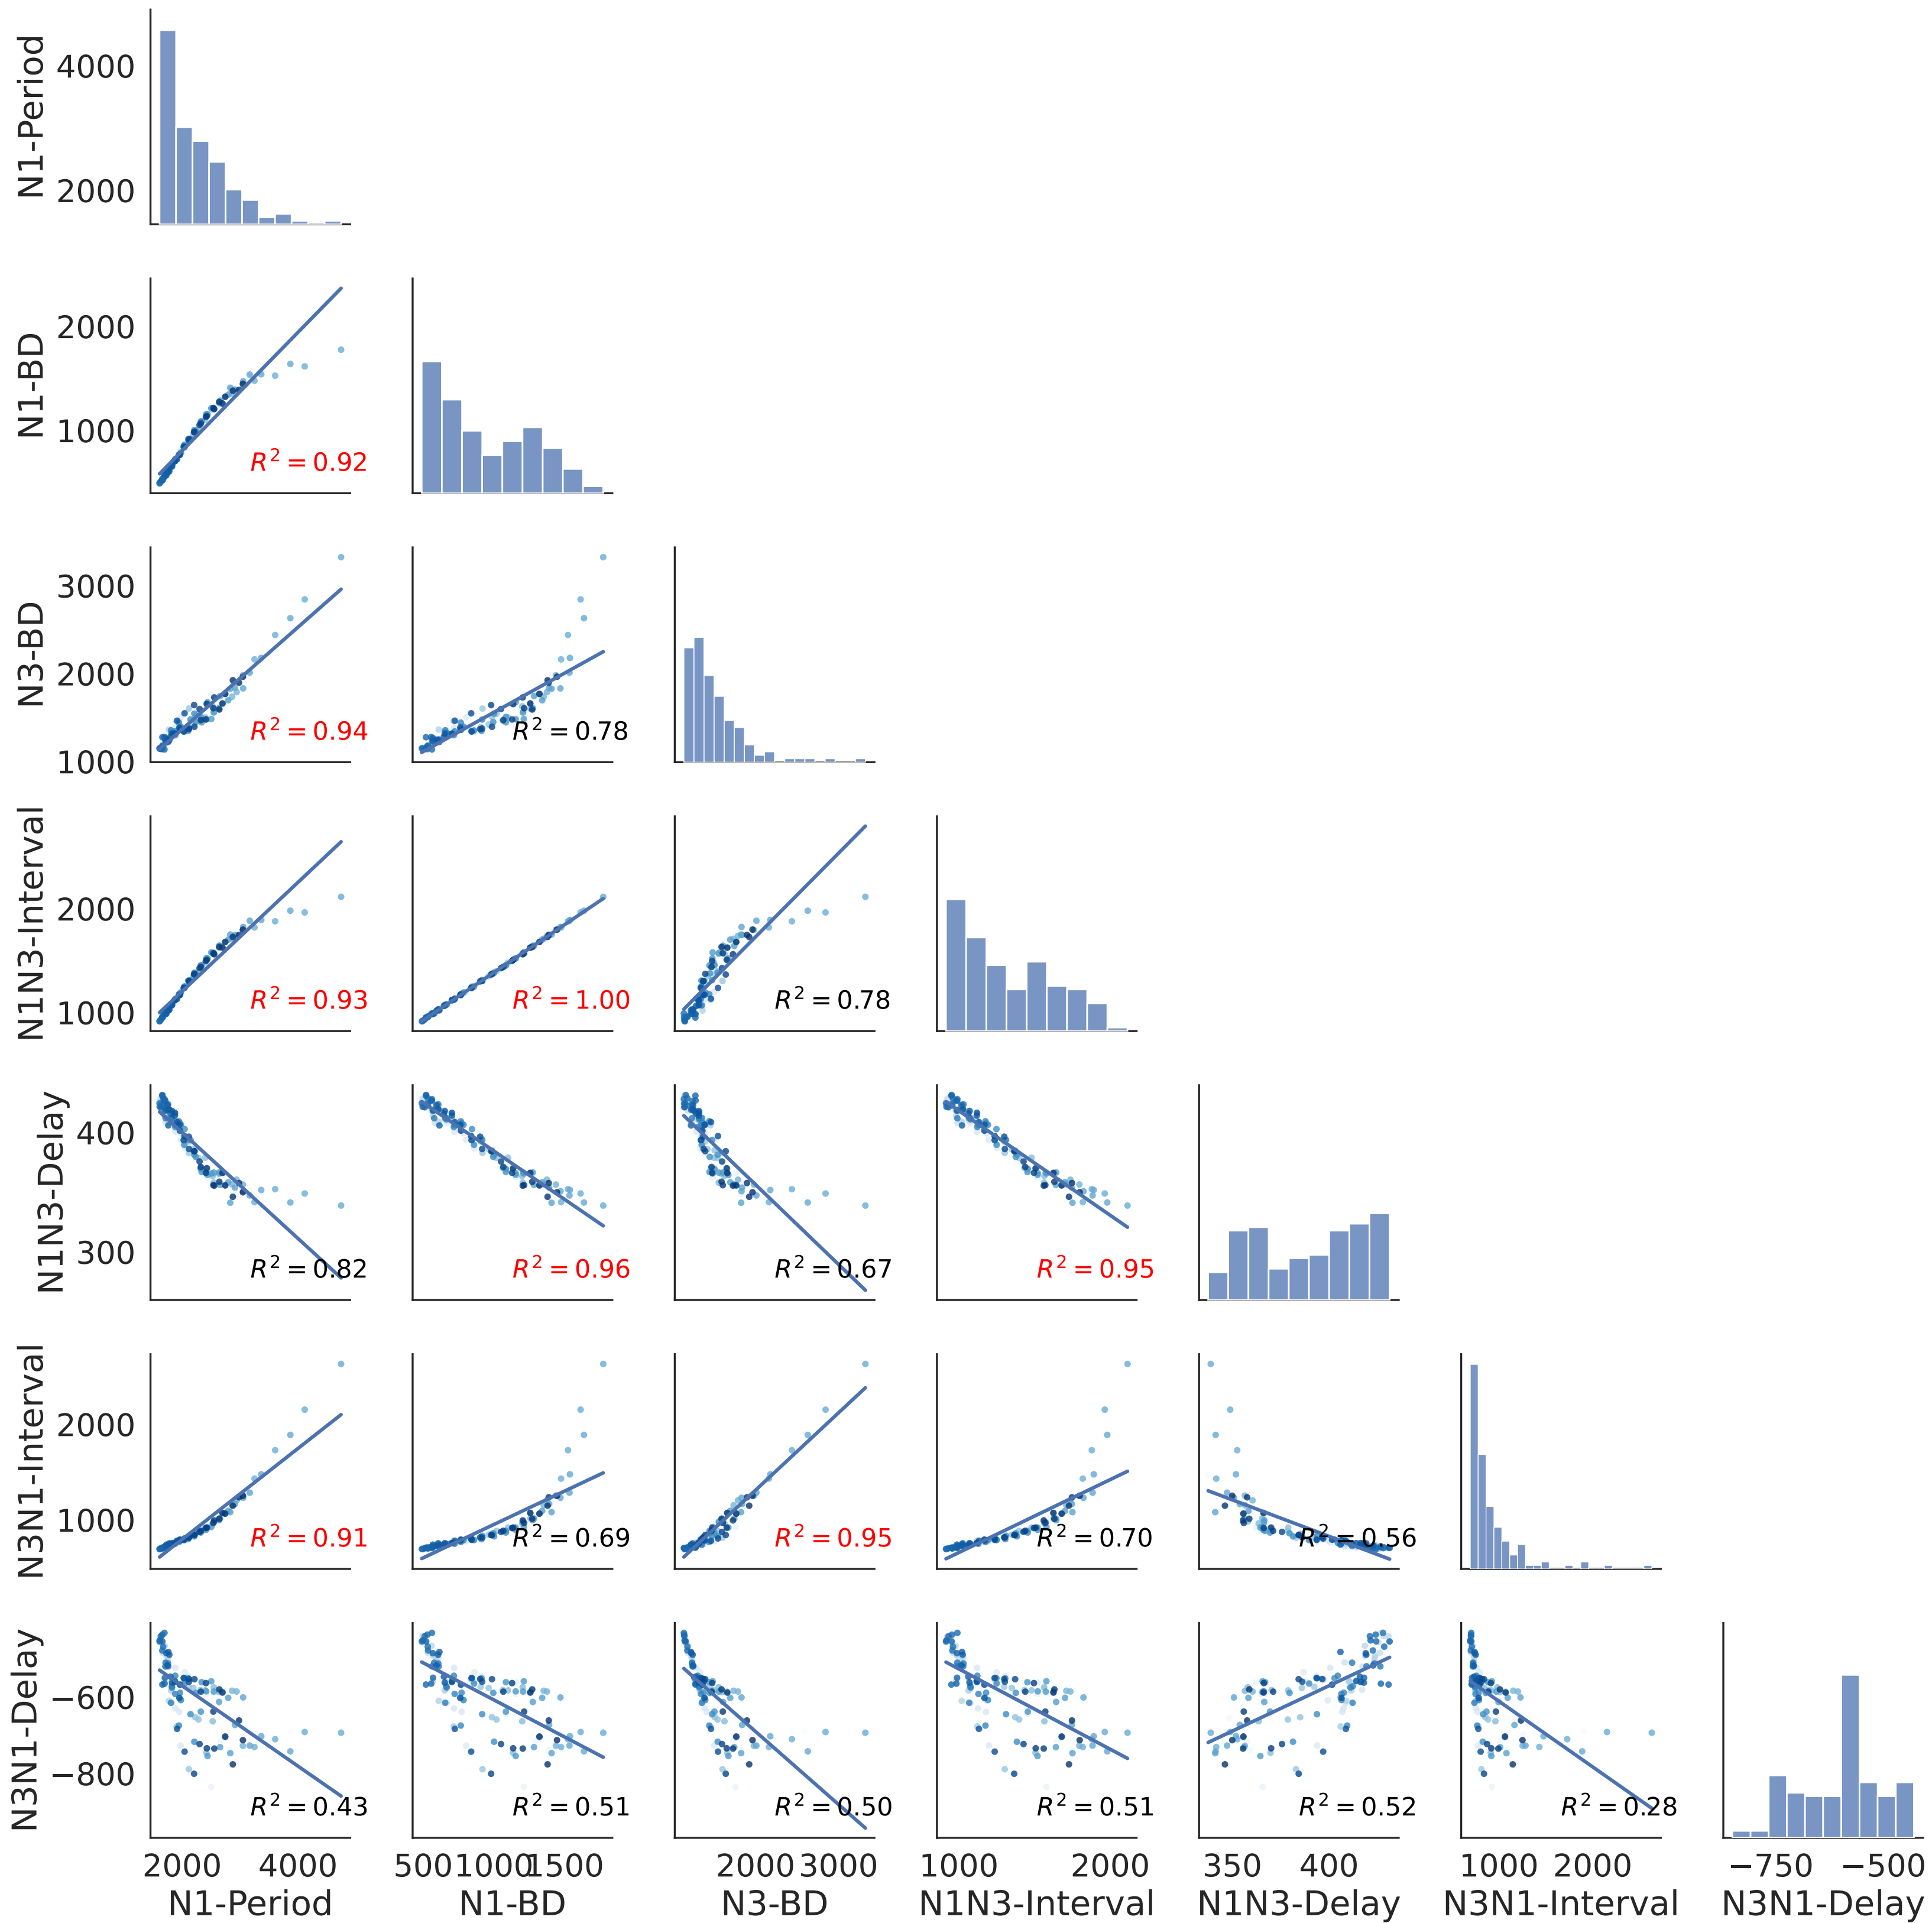 N1-Period
4000
2000
N1-BD
2000
1000
R² = 0.92
N3-BD
3000
2000
1000
R² = 0.94
R² = 0.78
N1N3-Interval
2000
1000
R² = 0.93
R² = 1.00
R² = 0.78
N1N3-Delay
400
300
R² = 0.82
R² = 0.96
R² = 0.67
R² = 0.95
N3N1-Interval
2000
1000
R² = 0.91
R² = 0.69
R² = 0.95
R² = 0.70
R² = 0.56
N3N1-Delay
−600
−800
R² = 0.43
R² = 0.51
R² = 0.50
R² = 0.51
R² = 0.52
R² = 0.28
2000 4000 500 1000 1500 2000 3000 1000 2000 350 400 1000 2000 −750 −500
N1-Period N1-BD N3-BD N1N3-Interval N1N3-Delay N3N1-Interval N3N1-Delay